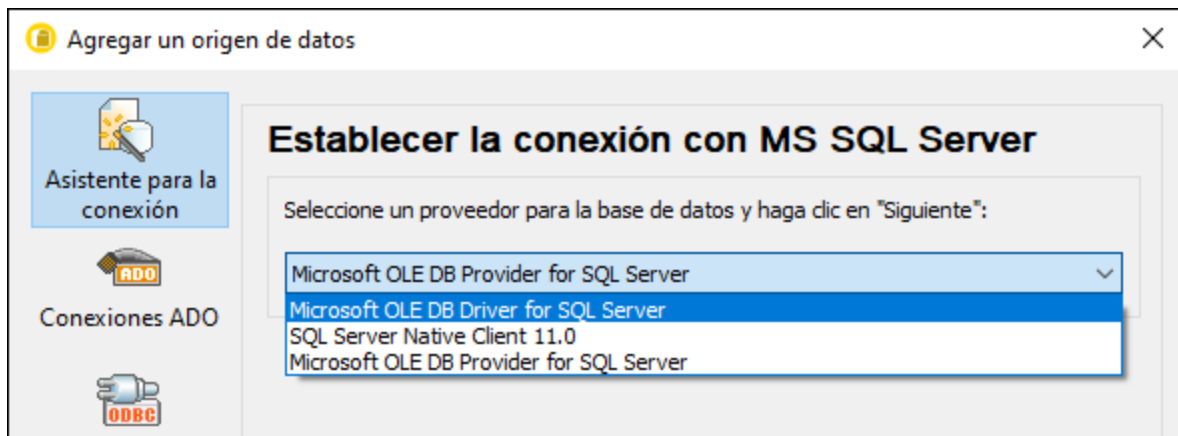 Agregar un origen de datos
Asistente para la
conexión
Conexiones ADO
ADO
ODBC
Establecer la conexión con MS SQL Server
Seleccione un proveedor para la base de datos y haga clic en "Siguiente":
Microsoft OLE DB Provider for SQL Server
Microsoft OLE DB Driver for SQL Server
SQL Server Native Client 11.0
Microsoft OLE DB Provider for SQL Server